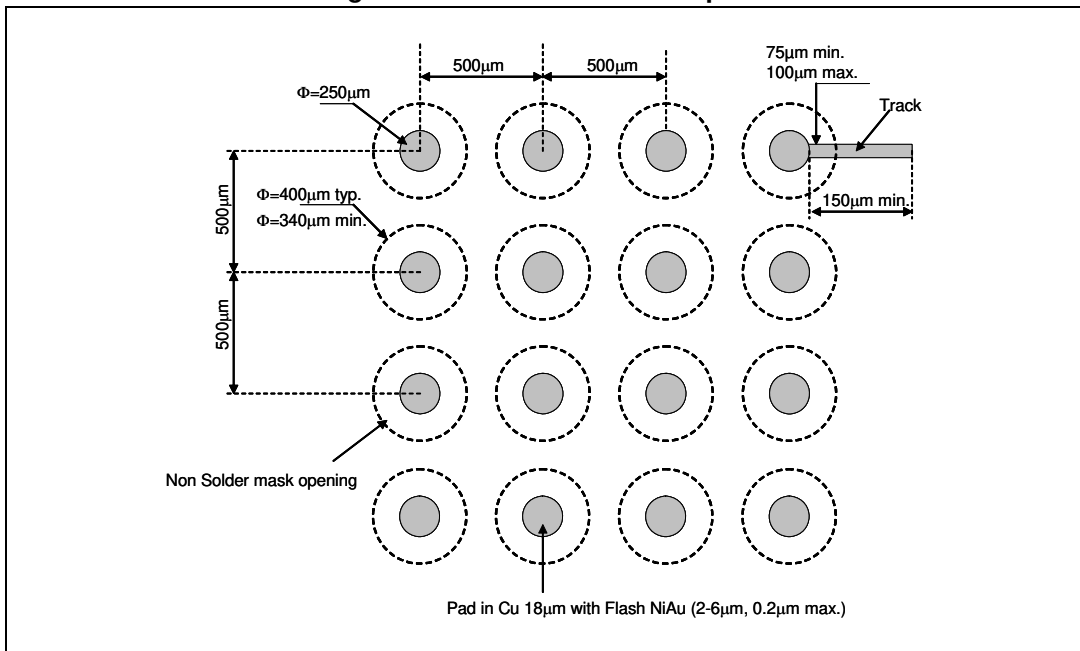 500μm
500μm
75μm min.
100μm max.
Φ=250μm
Track
500μm
Φ=400μm typ.
Φ=340μm min.
150μm min.
500μm
Non Solder mask opening
Pad in Cu 18μm with Flash NiAu (2-6μm, 0.2μm max.)